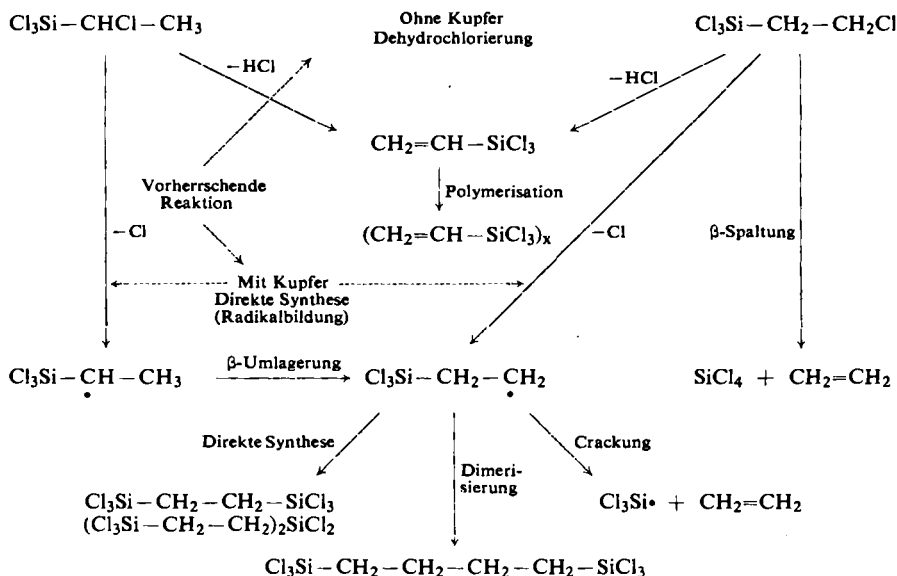 Cl₃Si−CHCl−CH₃
Ohne Kupfer
Dehydrochlorierung
Cl₃Si−CH₂−CH₂Cl
−HCl
−HCl
CH₂=CH−SiCl₃
Vorherrschende
Reaktion
Polymerisation
(CH₂=CH−SiCl₃)ₓ
−Cl
−Cl
β-Spaltung
Mit Kupfer
Direkte Synthese
(Radikalbildung)
Cl₃Si−CH−CH₃
•
β-Umlagerung
Cl₃Si−CH₂−CH₂
•
SiCl₄ + CH₂=CH₂
Direkte Synthese
Dimeri-
sierung
Crackung
Cl₃Si−CH₂−CH₂−SiCl₃
(Cl₃Si−CH₂−CH₂)₂SiCl₂
Cl₃Si• + CH₂=CH₂
Cl₃Si−CH₂−CH₂−CH₂−CH₂−SiCl₃